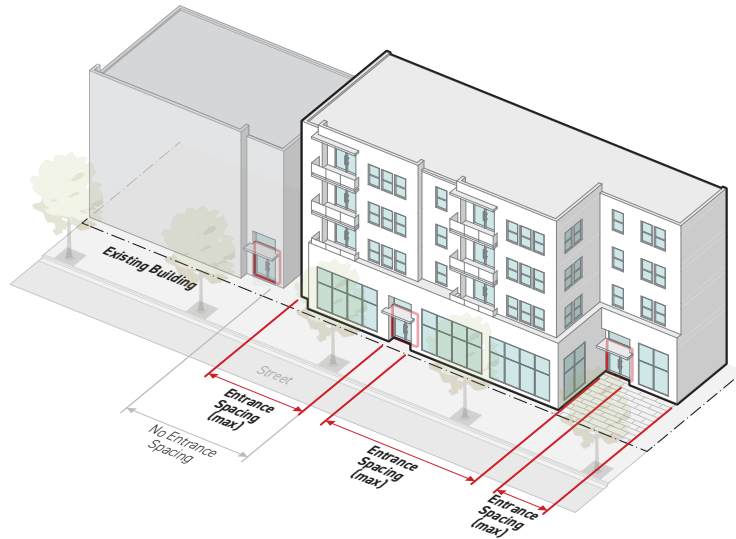 Existing Building
Street
Entrance
Spacing
(max)
No Entrance
Spacing
Entrance
Spacing
(max)
Entrance
Spacing
(max)